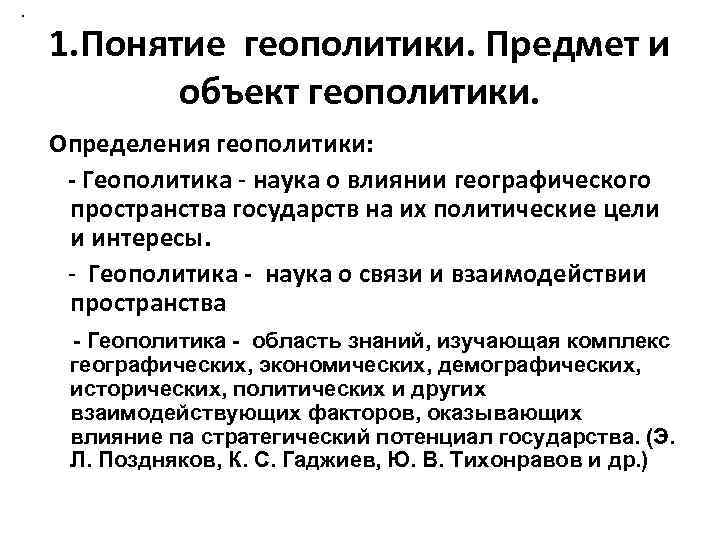 .
1.Понятие геополитики. Предмет и
объект геополитики.
Определения геополитики:
- Геополитика - наука о влиянии географического
пространства государств на их политические цели
и интересы.
- Геополитика - наука о связи и взаимодействии
пространства
- Геополитика - область знаний, изучающая комплекс
географических, экономических, демографических,
исторических, политических и других
взаимодействующих факторов, оказывающих
влияние па стратегический потенциал государства. (Э.
Л. Поздняков, К. С. Гаджиев, Ю. В. Тихонравов и др. )